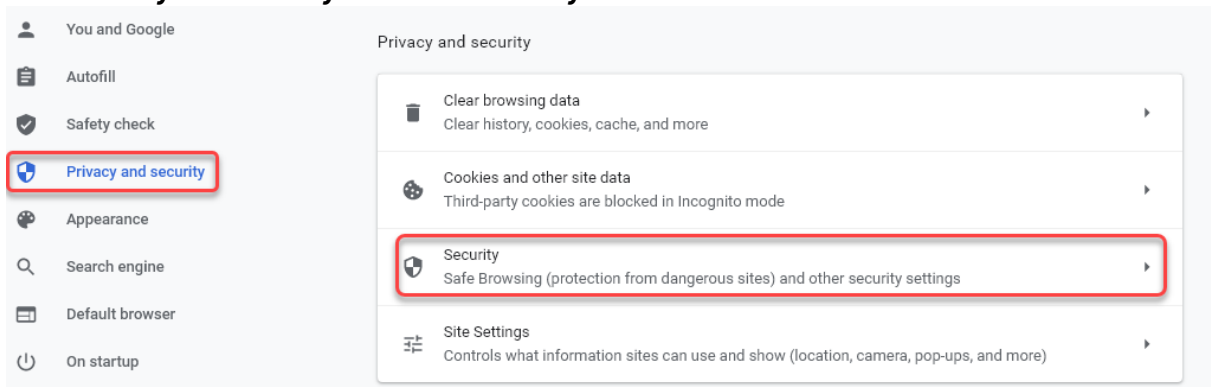 You and Google
Autofill
Safety check
Privacy and security
Appearance
Search engine
Default browser
On startup
Privacy and security
Clear browsing data
Clear history, cookies, cache, and more
Cookies and other site data
Third-party cookies are blocked in Incognito mode
Security
Safe Browsing (protection from dangerous sites) and other security settings
Site Settings
Controls what information sites can use and show (location, camera, pop-ups, and more)